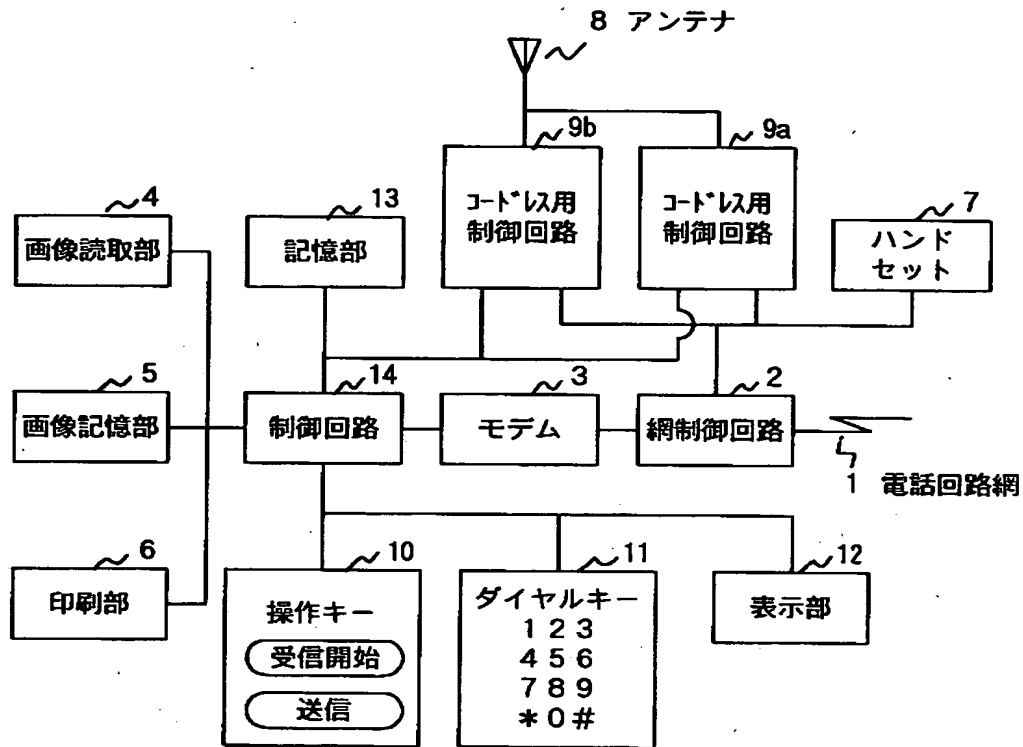 8 アンテナ
9b
9a
コードレス用
制御回路
コードレス用
制御回路
7
ハンド
セット
4
画像読取部
13
記憶部
5
画像記憶部
14
制御回路
3
モデム
2
網制御回路
1 電話回路網
6
印刷部
10
操作キー
受信開始
送信
11
ダイヤルキー
1 2 3
4 5 6
7 8 9
* 0 #
12
表示部